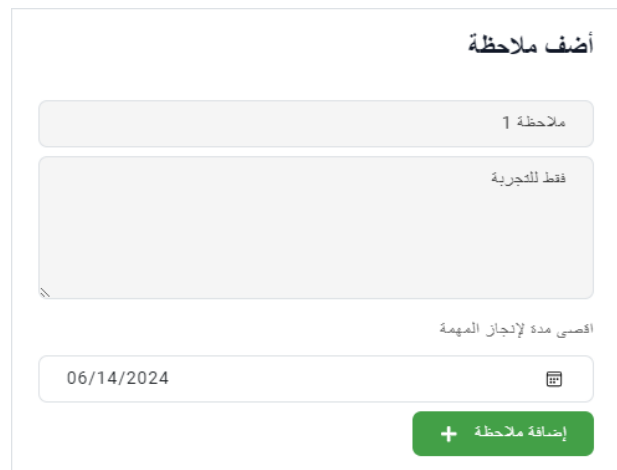 أضف ملاحظة
ملاحظة 1
فقط للتجربة
اقصى مدة لإنجاز المهمة
06/14/2024
إضافة ملاحظة +